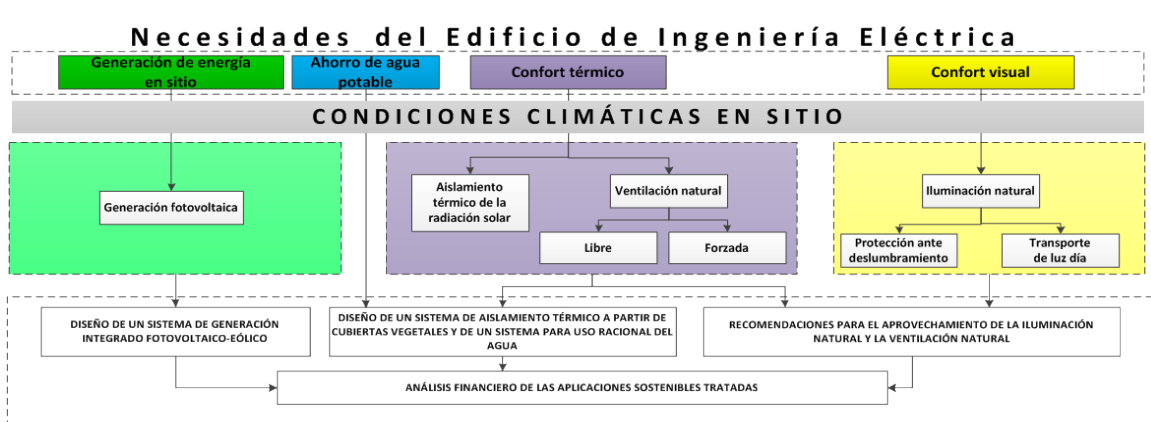 Necesidades del Edificio de Ingeniería Eléctrica
Generación de energía
en sitio
Ahorro de agua
potable
Confort térmico
Confort visual
CONDICIONES CLIMÁTICAS EN SITIO
Generación fotovoltaica
Aislamiento
térmico de la
radiación solar
Ventilación natural
Libre
Forzada
Iluminación natural
Protección ante
deslumbramiento
Transporte
de luz día
DISEÑO DE UN SISTEMA DE GENERACIÓN
INTEGRADO FOTOVOLTAICO-EÓLICO
DISEÑO DE UN SISTEMA DE AISLAMIENTO TÉRMICO A PARTIR DE
CUBIERTAS VEGETALES Y DE UN SISTEMA PARA USO RACIONAL DEL
AGUA
RECOMENDACIONES PARA EL APROVECHAMIENTO DE LA ILUMINACIÓN
NATURAL Y LA VENTILACIÓN NATURAL
ANÁLISIS FINANCIERO DE LAS APLICACIONES SOSTENIBLES TRATADAS